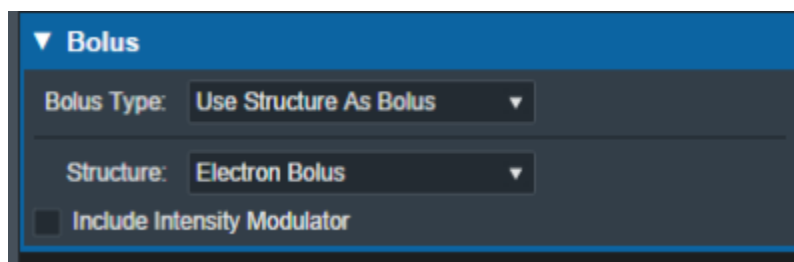 Bolus
Bolus Type: Use Structure As Bolus
Structure: Electron Bolus
Include Intensity Modulator